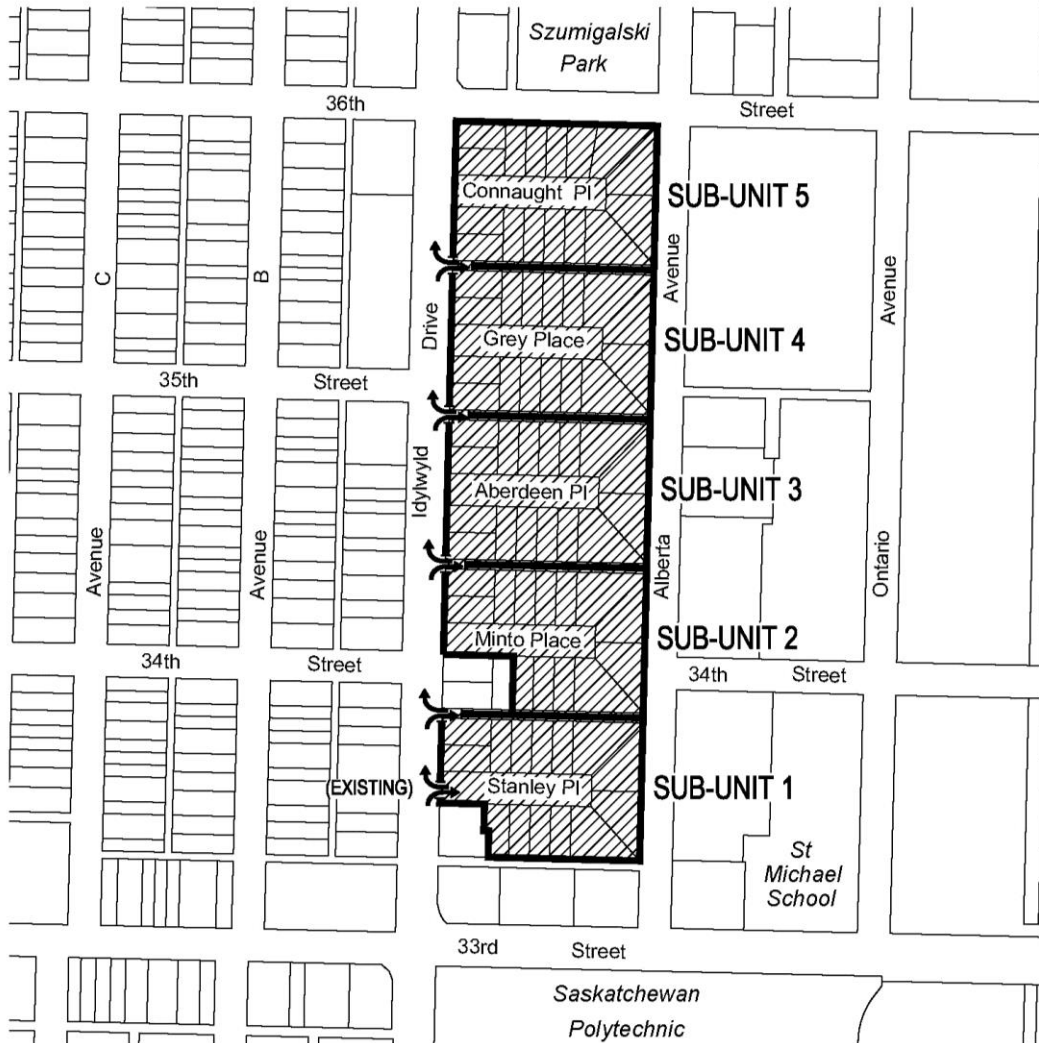 Szumigalski
Park
36th
Street
Connaught Pl
SUB-UNIT 5
C
B
Drive
Avenue
Avenue
Grey Place
SUB-UNIT 4
35th
Street
Idylwyld
Aberdeen Pl
SUB-UNIT 3
Avenue
Avenue
Alberta
Ontario
Minto Place
SUB-UNIT 2
34th
Street
34th
Street
(EXISTING)
Stanley Pl
SUB-UNIT 1
St
Michael
School
33rd
Street
Saskatchewan
Polytechnic